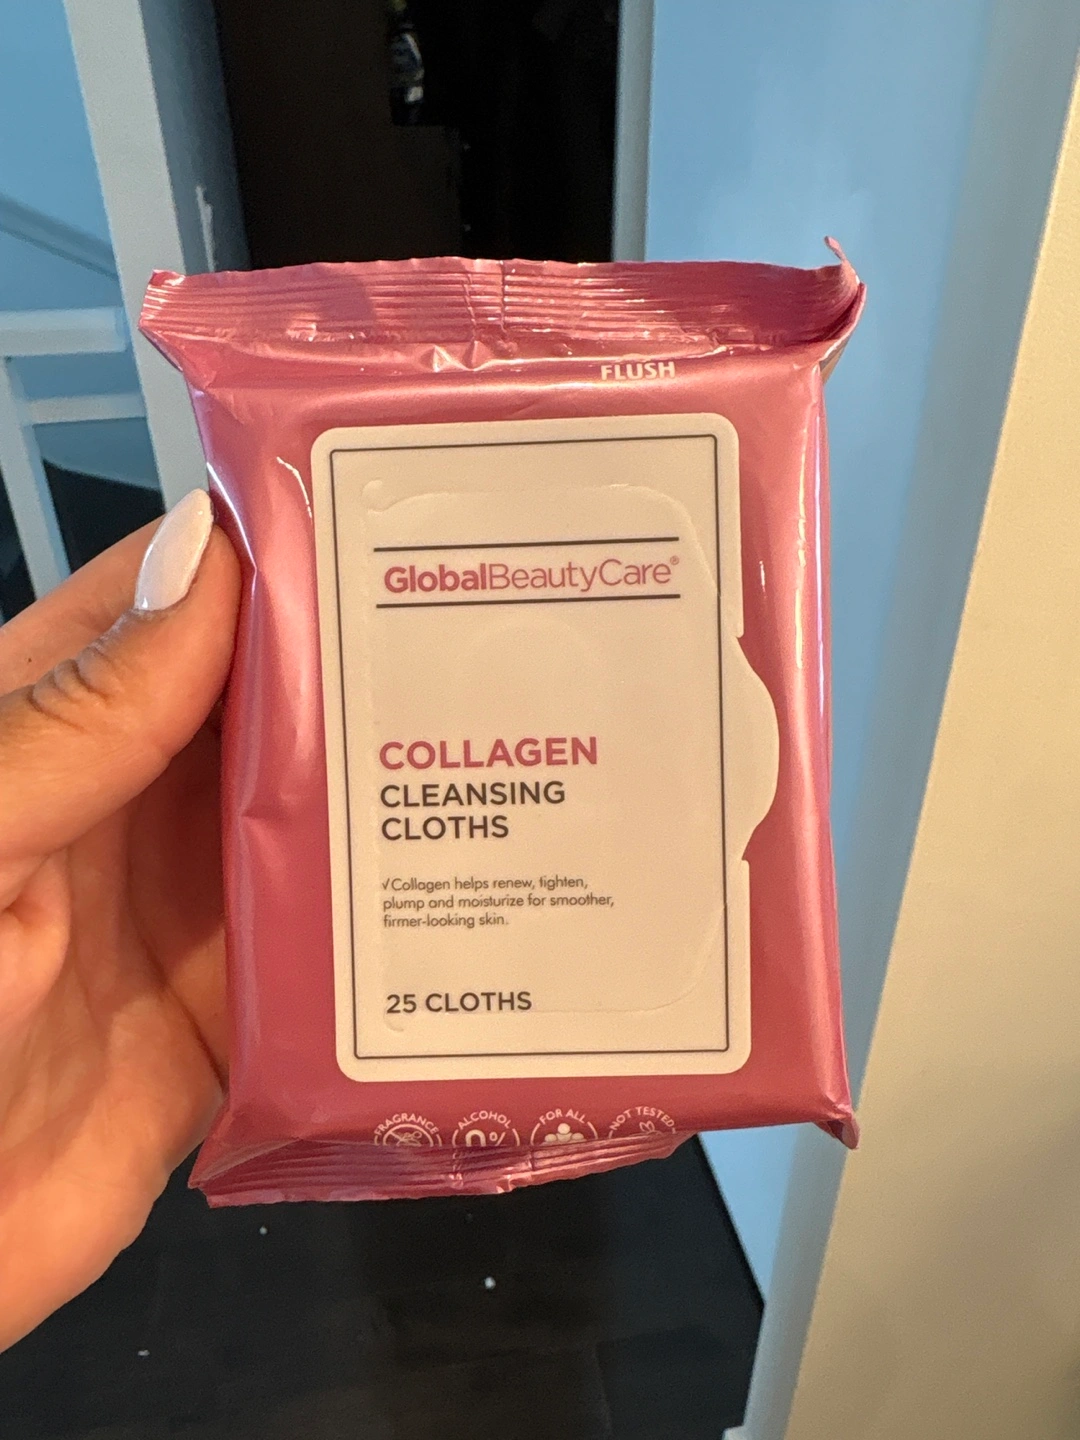 FLUSH
GlobalBeautyCare®
COLLAGEN
CLEANSING
CLOTHS
√Collagen helps renew, tighten,
plump and moisturize for smoother,
firmer-looking skin.
25 CLOTHS
FRAGRANCE
ALCOHOL
0%
FOR ALL
NOT TESTED